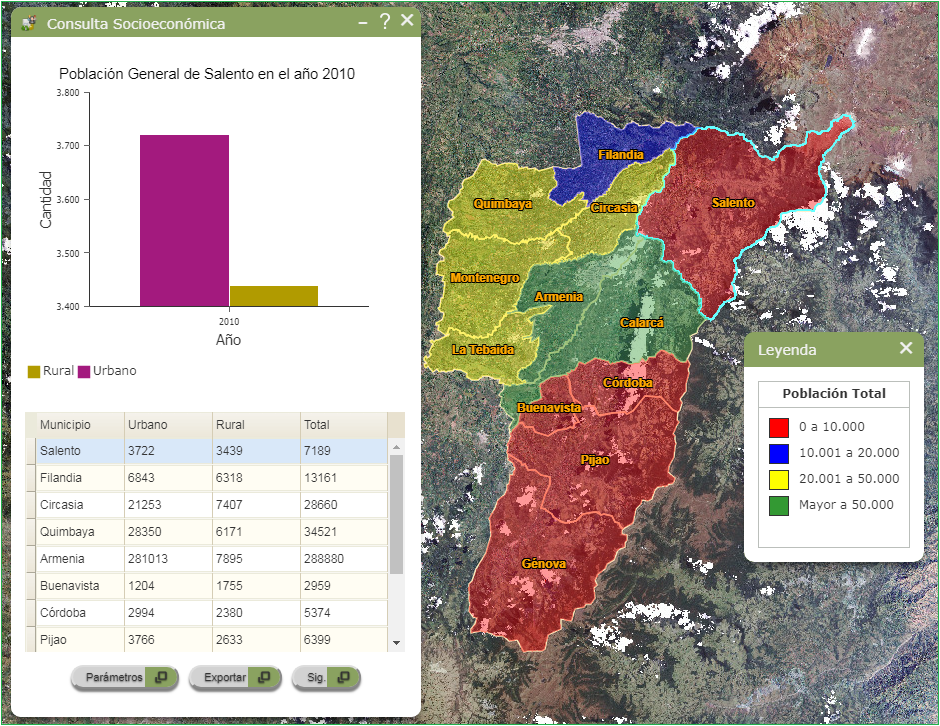 Consulta Socioeconómica
Población General de Salento en el año 2010
3.800
3.700
3.600
3.500
3.400
Cantidad
2010
Año
Rural Urbano
Municipio Urbano Rural Total
Salento 3722 3439 7189
Filandia 6843 6318 13161
Circasia 21253 7407 28660
Quimbaya 28350 6171 34521
Armenia 281013 7895 288880
Buenavista 1204 1755 2959
Córdoba 2994 2380 5374
Pijao 3766 2633 6399
Parámetros Exportar Sig.
Filandia
Quimbaya
Circasia
Salento
Montenegro
Armenia
Calarcá
La Tebaida
Córdoba
Buenavista
Pijao
Génova
Leyenda
Población Total
0 a 10.000
10.001 a 20.000
20.001 a 50.000
Mayor a 50.000